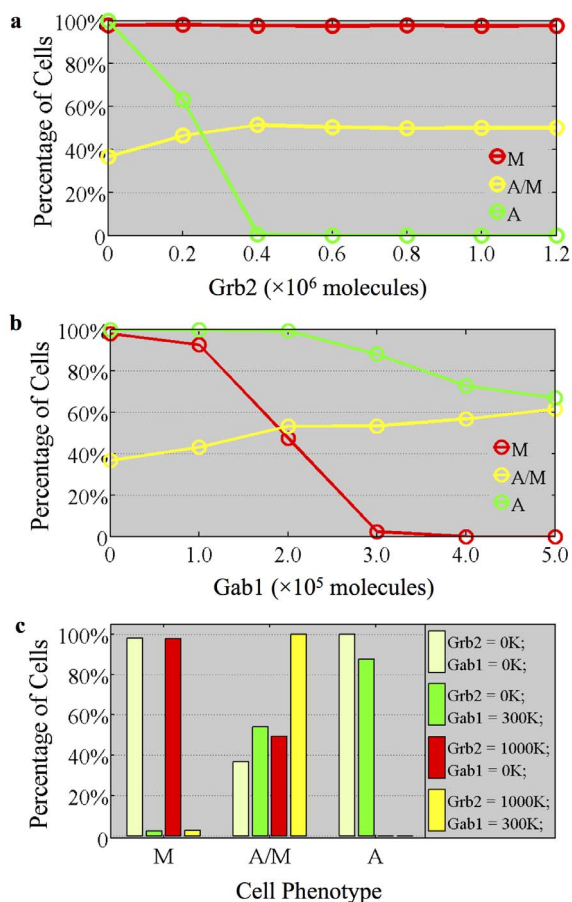 a
100%
80%
60%
40%
20%
0
Percentage of Cells
M
A/M
A
0 0.2 0.4 0.6 0.8 1.0 1.2
Grb2 (×10⁶ molecules)
b
100%
80%
60%
40%
20%
0
Percentage of Cells
M
A/M
A
0 1.0 2.0 3.0 4.0 5.0
Gab1 (×10⁵ molecules)
c
100%
80%
60%
40%
20%
0
Percentage of Cells
Grb2 = 0K;
Gab1 = 0K;
Grb2 = 0K;
Gab1 = 300K;
Grb2 = 1000K;
Gab1 = 0K;
Grb2 = 1000K;
Gab1 = 300K;
M A/M A
Cell Phenotype